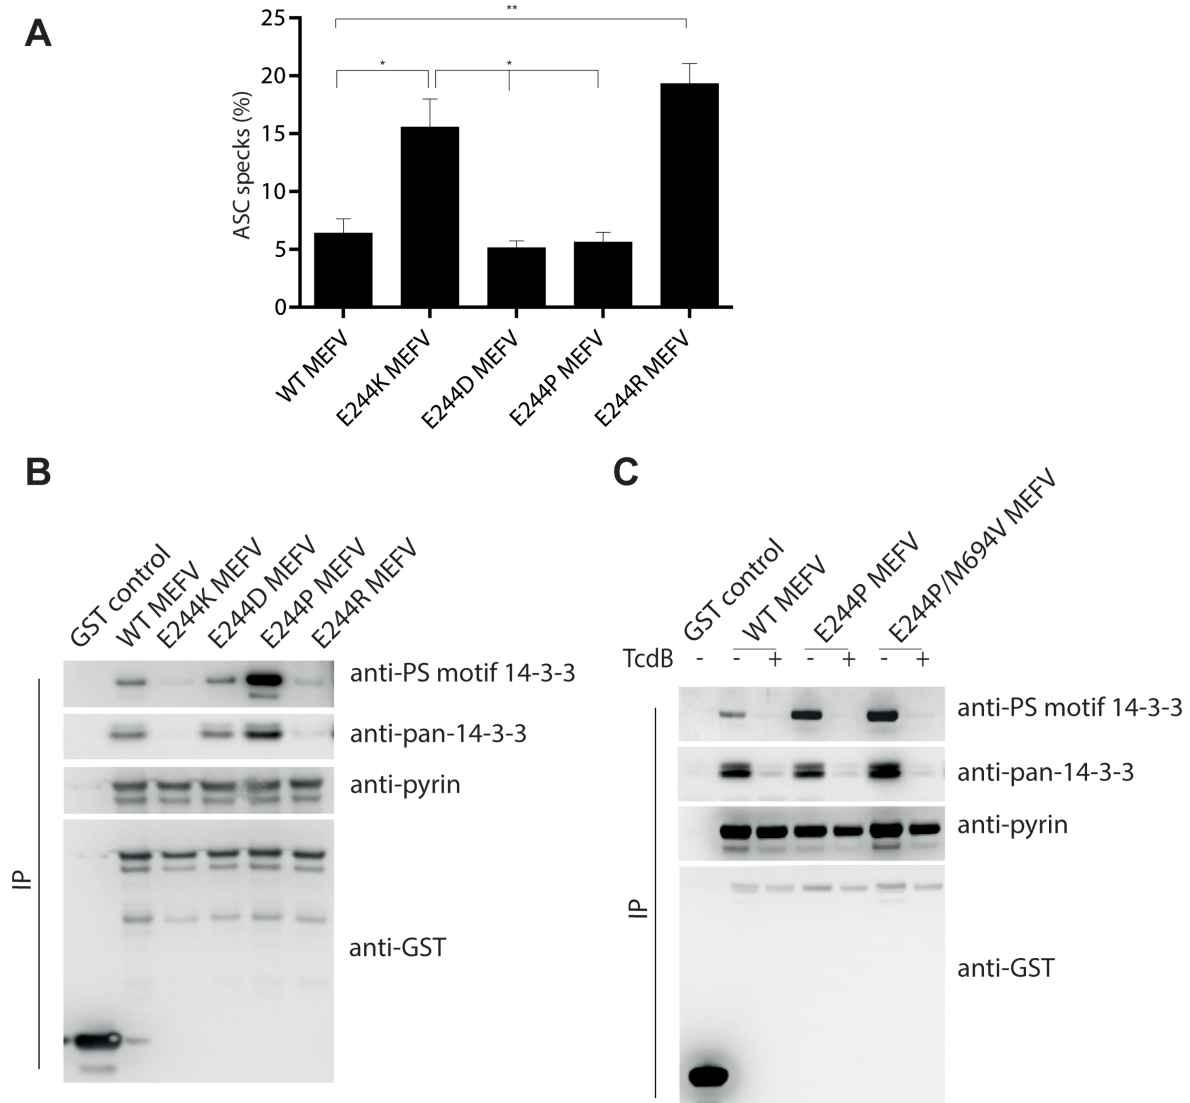 A
**
25
20
15
10
5
0
*
*
ASC specks (%)
WT MEFV
E244K MEFV
E244D MEFV
E244P MEFV
E244R MEFV
B
GST control
WT MEFV
E244K MEFV
E244D MEFV
E244P MEFV
E244R MEFV
anti-PS motif 14-3-3
anti-pan-14-3-3
anti-pyrin
anti-GST
IP
C
GST control
WT MEFV
E244P MEFV
E244P/M694V MEFV
TcdB - - + - + - +
anti-PS motif 14-3-3
anti-pan-14-3-3
anti-pyrin
anti-GST
IP